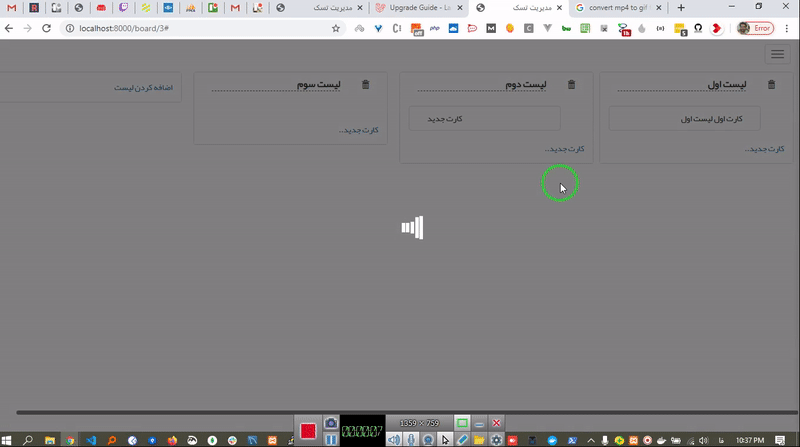 مدیریت تسک
Upgrade Guide - La
مدیریت تسک
convert mp4 to gif
localhost:8000/board/3#
Error
لیست اول
لیست دوم
لیست سوم
اضافه کردن لیست
کارت اول لیست اول
کارت جدید
کارت جدید..
کارت جدید..
کارت جدید..
1359 × 759
10:37 PM